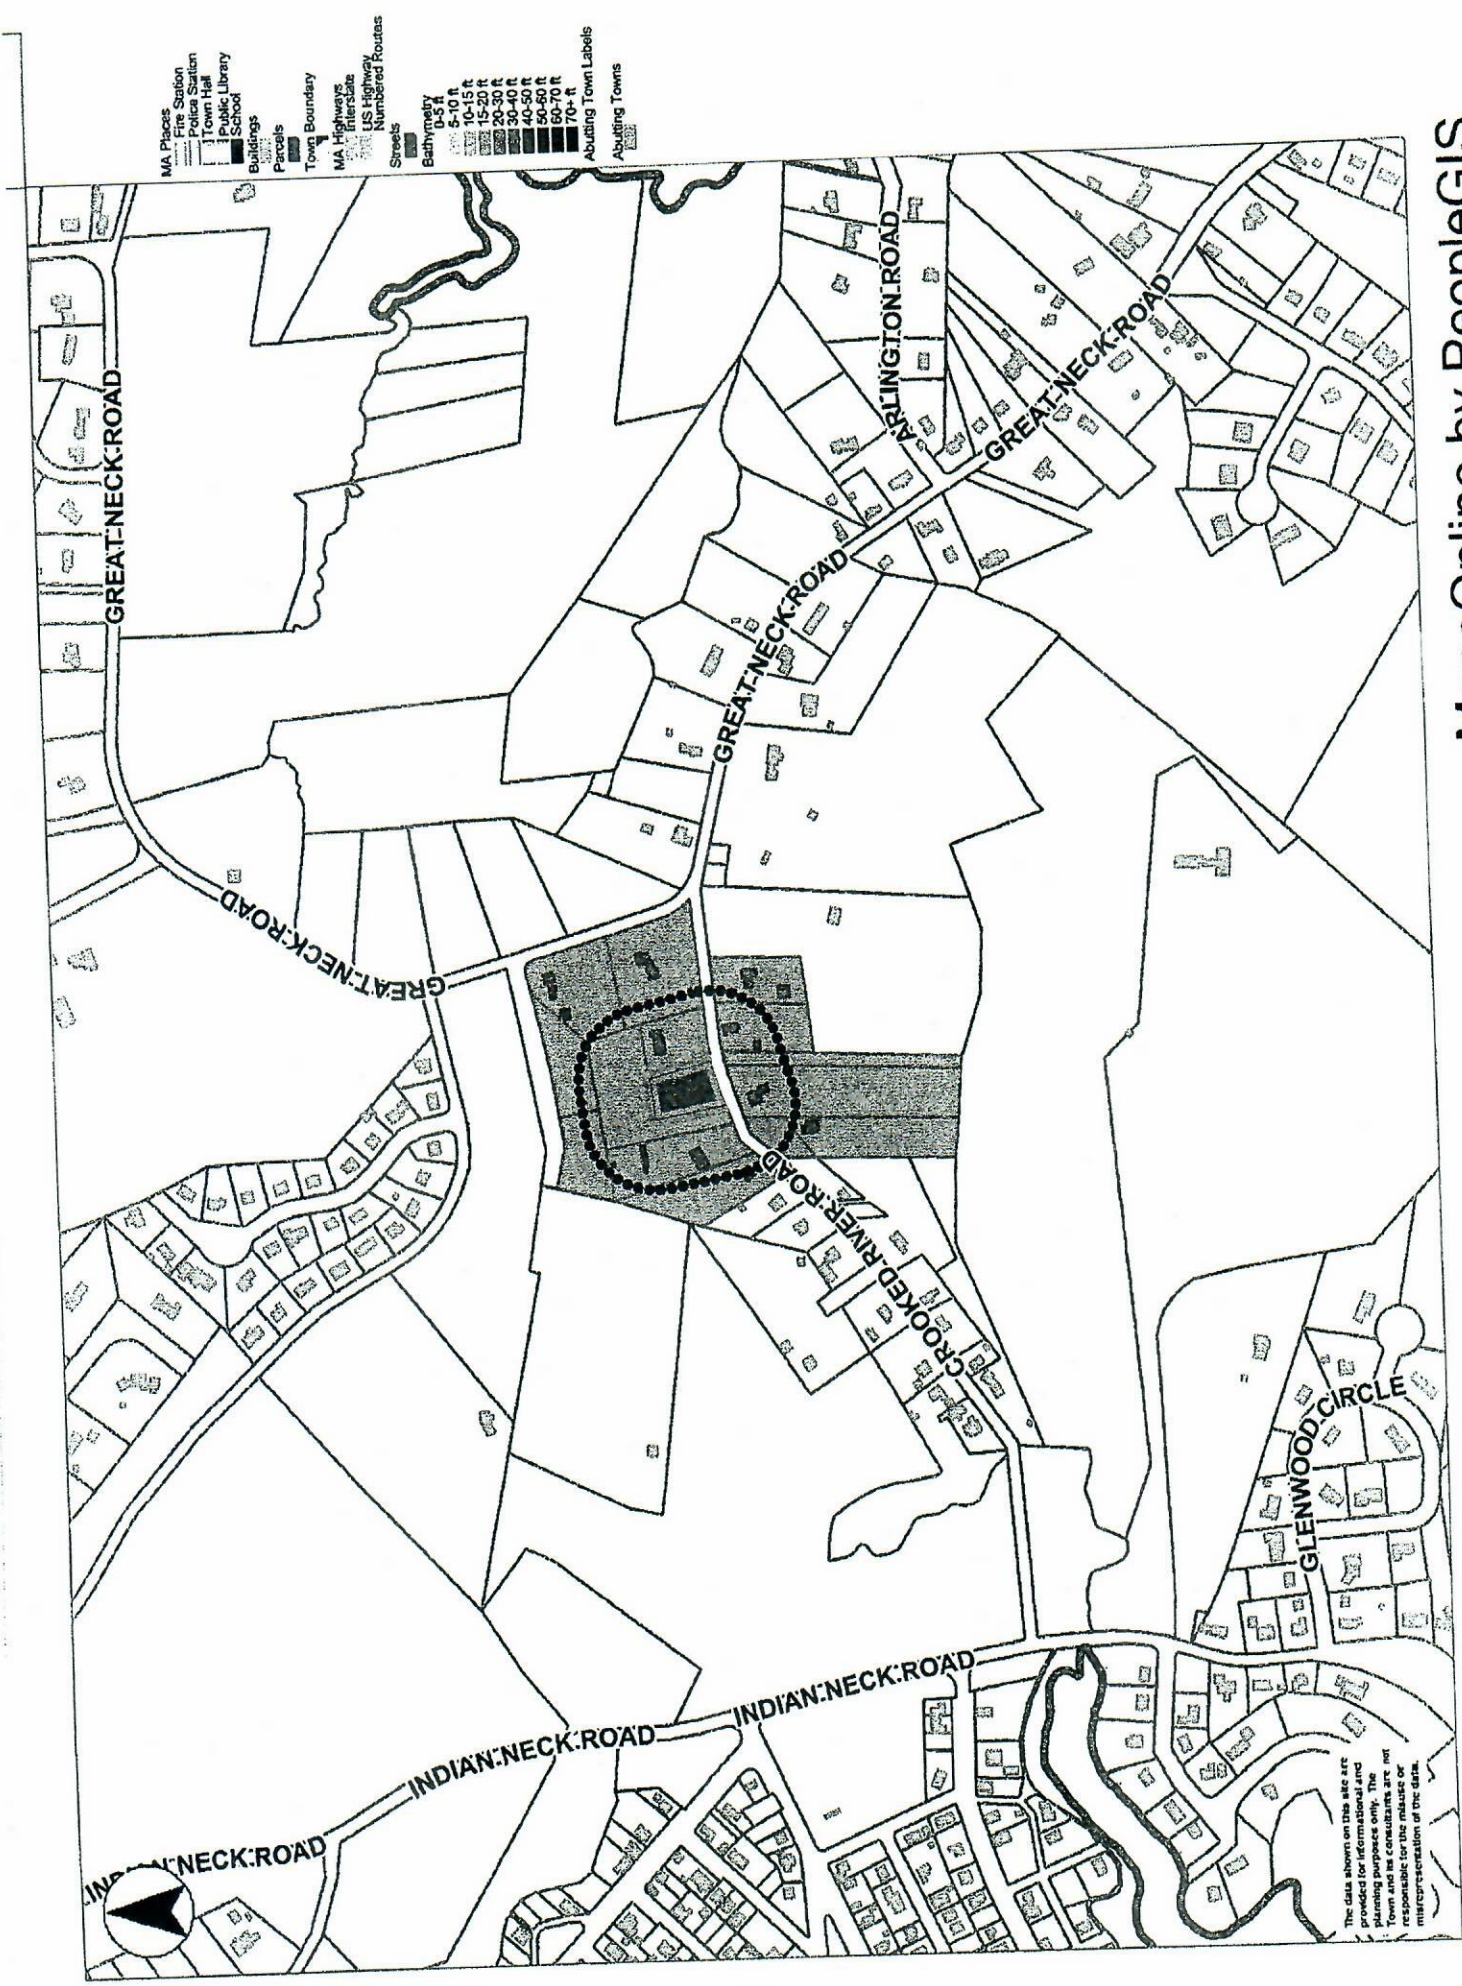 MA Places
Fire Station
Police Station
Town Hall
Public Library
School
Buildings
Parcels
Town Boundary
MA Highways
Interstate
US Highway
Numbered Routes
Streets
Bathymetry
0-5 ft
5-10 ft
10-15 ft
15-20 ft
20-30 ft
30-40 ft
40-50 ft
50-60 ft
60-70 ft
70+ ft
Abutting Town Labels
Abutting Towns
INDIAN NECK ROAD
INDIAN NECK ROAD
INDIAN NECK ROAD
GREAT NECK ROAD
GREAT NECK ROAD
GREAT NECK ROAD
GREAT NECK ROAD
GREAT NECK ROAD
ARLINGTON ROAD
CROOKED RIVER ROAD
GLENWOOD CIRCLE
The data shown on this site are
provided for informational and
planning purposes only. The
Town and its consultants are not
responsible for the misuse or
misrepresentation of the data.
Online by PeopleGIS